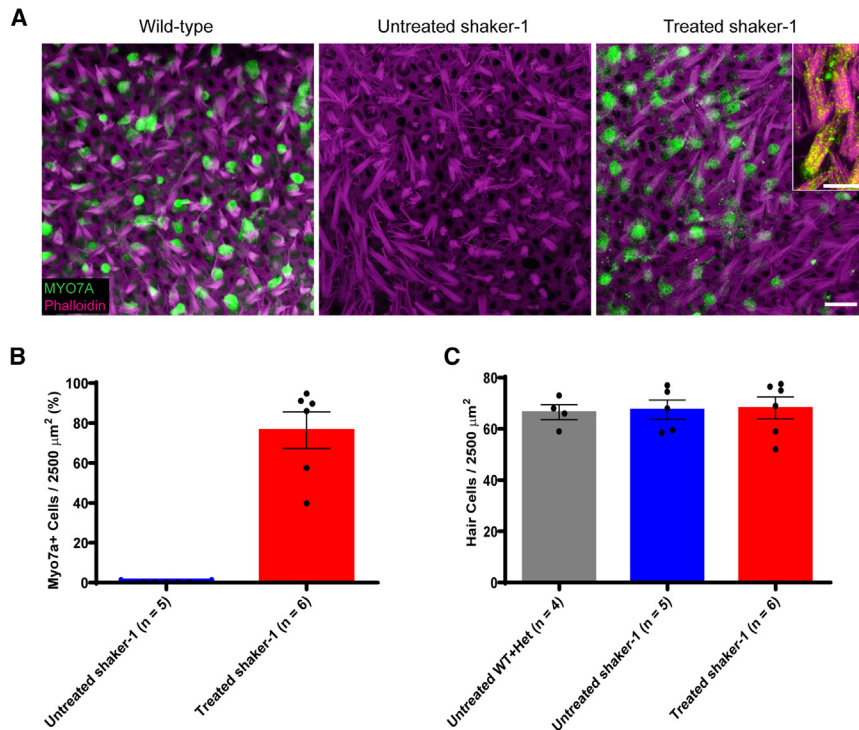 A
Wild-type
Untreated shaker-1
Treated shaker-1
MYO7A
Phalloidin
B
Myo7a+ Cells / 2500 µm² (%)
100
80
60
40
20
0
Untreated shaker-1 (n = 5)
Treated shaker-1 (n = 6)
C
Hair Cells / 2500 µm²
80
60
40
20
0
Untreated WT+Het (n = 4)
Untreated shaker-1 (n = 5)
Treated shaker-1 (n = 6)